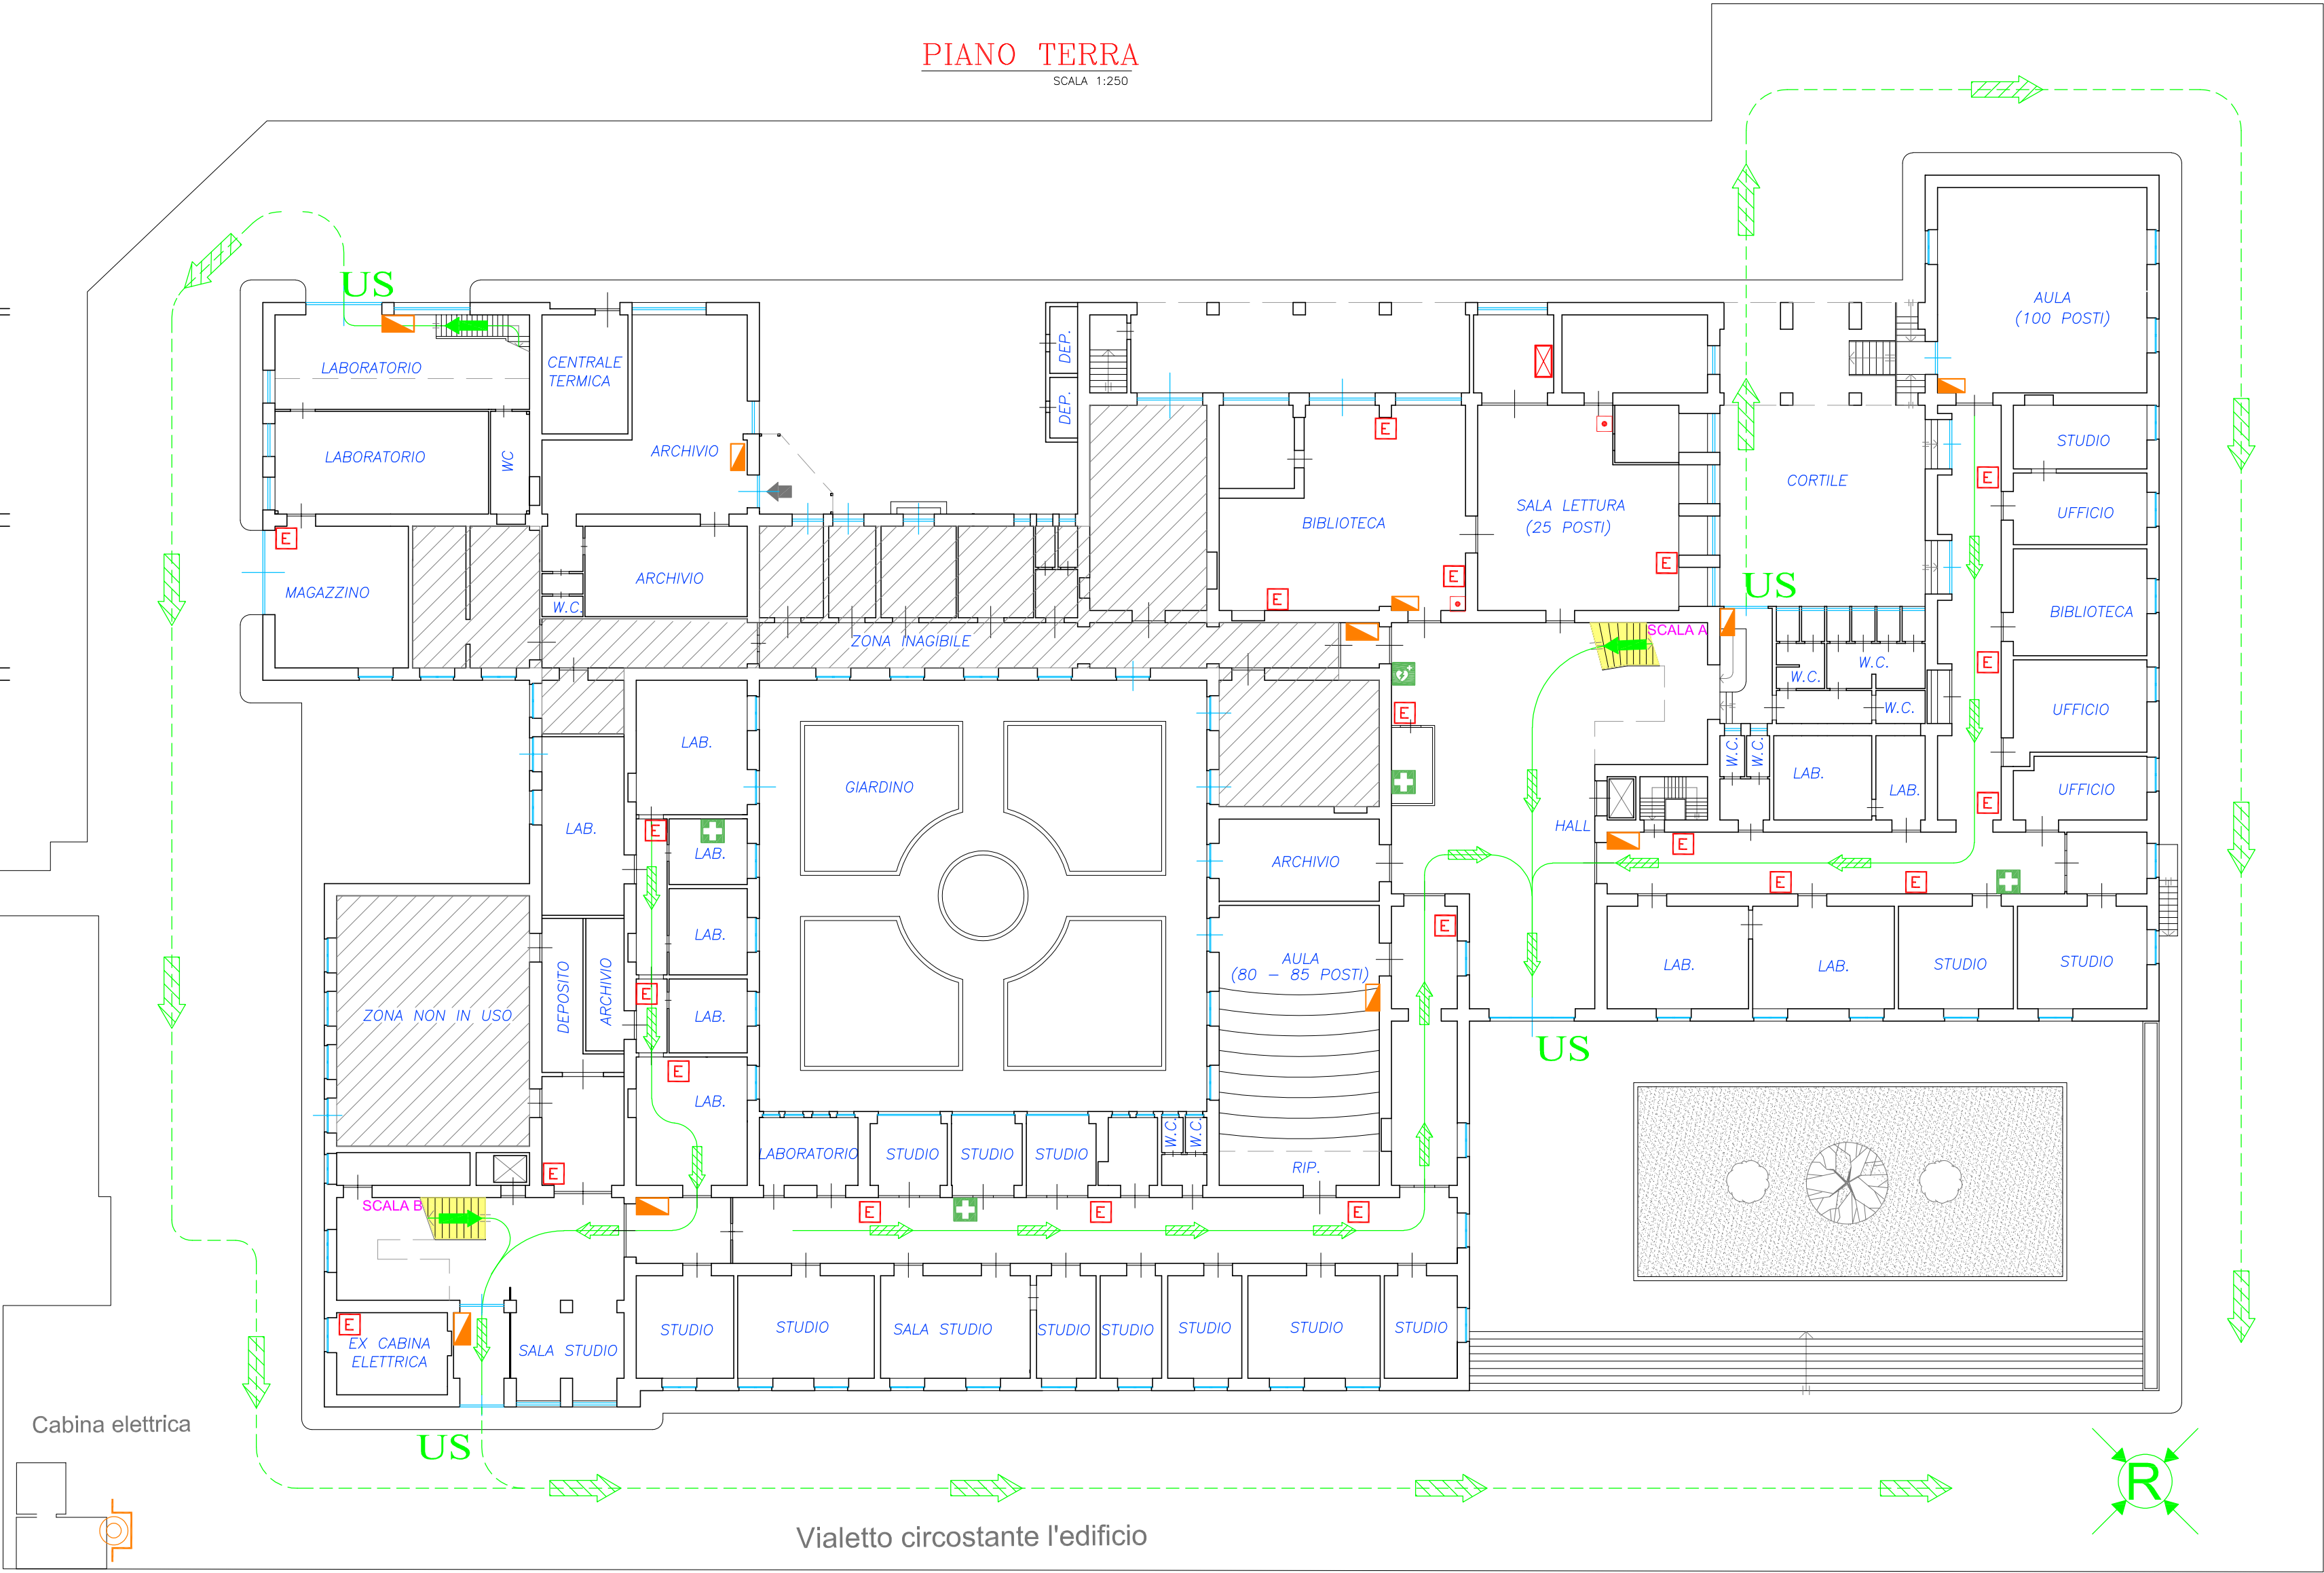 PIANO TERRA
SCALA 1:250
US
LABORATORIO
LABORATORIO
WC
CENTRALE
TERMICA
ARCHIVIO
ARCHIVIO
W.C.
E
MAGAZZINO
DEP.
DEP.
ZONA INAGIBILE
E
BIBLIOTECA
E
E
SALA LETTURA
(25 POSTI)
E
CORTILE
US
AULA
(100 POSTI)
STUDIO
E
UFFICIO
BIBLIOTECA
E
UFFICIO
UFFICIO
E
SCALA A
W.C.
W.C.
W.C.
W.C.
W.C.
LAB.
LAB.
E
HALL
E
E
E
LAB.
LAB.
STUDIO
STUDIO
US
LAB.
LAB.
E
LAB.
LAB.
E
LAB.
E
LAB.
DEPOSITO
ARCHIVIO
ZONA NON IN USO
GIARDINO
ARCHIVIO
AULA
(80 - 85 POSTI)
RIP.
E
LABORATORIO
STUDIO
STUDIO
STUDIO
W.C.
W.C.
E
SCALA B
E
E
E
E
EX CABINA
ELETTRICA
SALA STUDIO
STUDIO
STUDIO
SALA STUDIO
STUDIO
STUDIO
STUDIO
STUDIO
STUDIO
US
Cabina elettrica
Vialetto circostante l'edificio
R